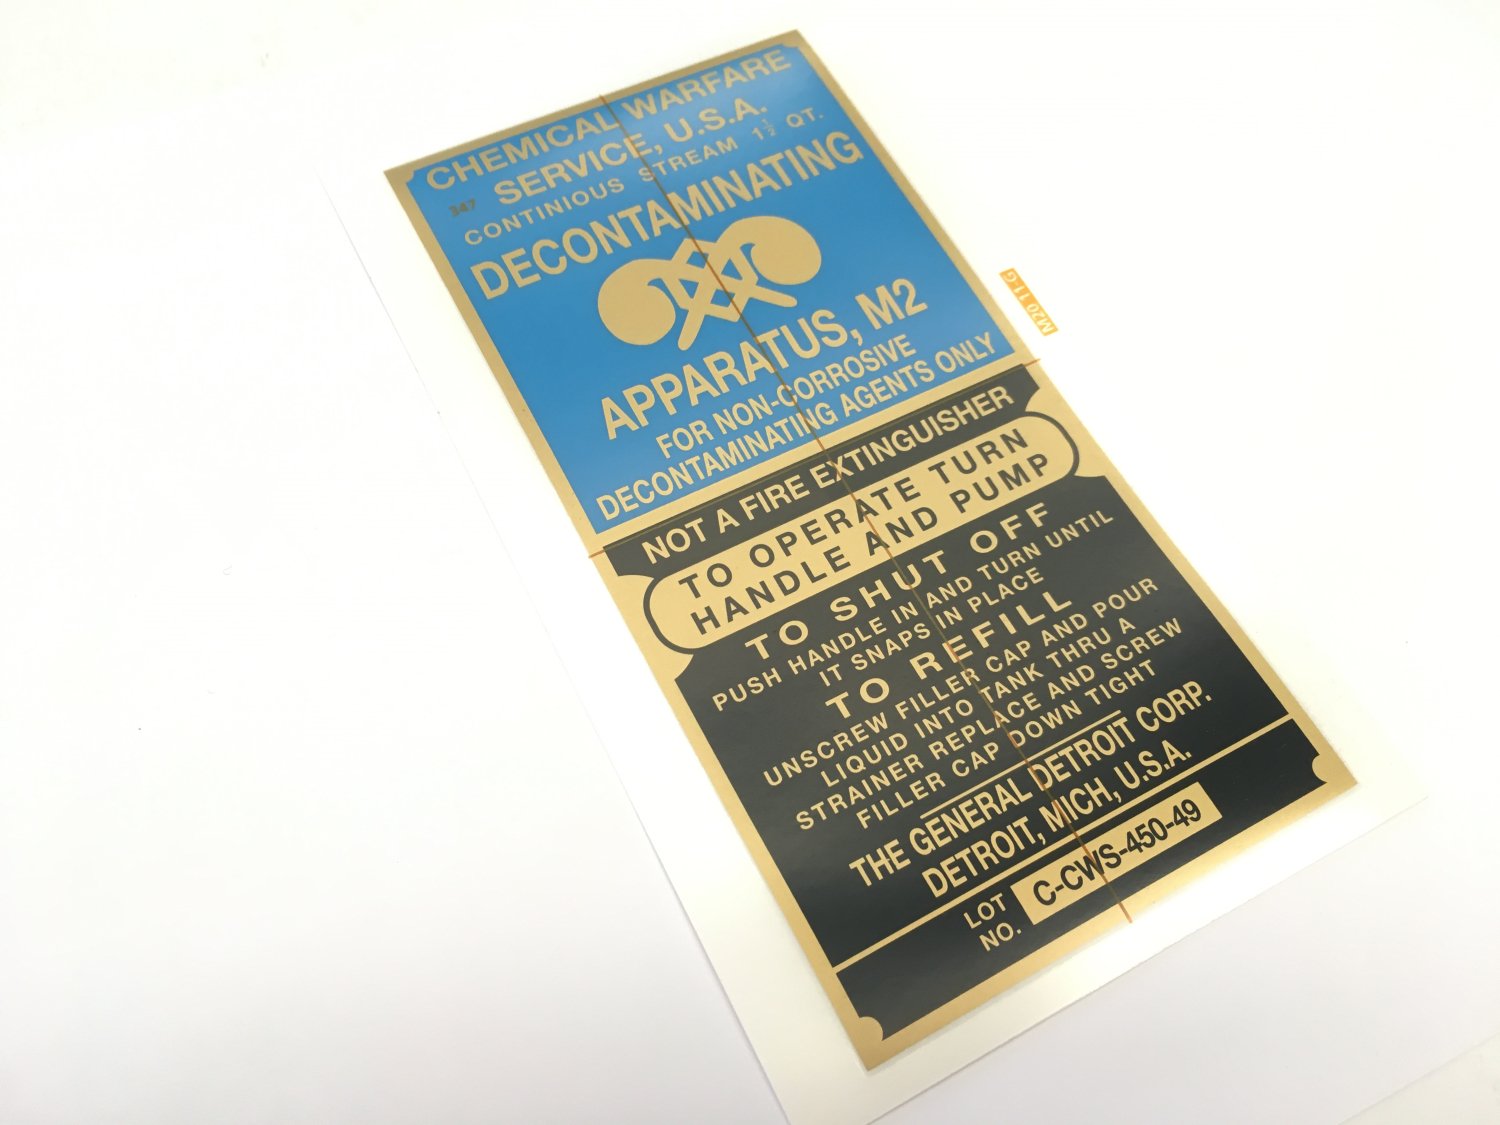 CHEMICAL WARFARE
347 SERVICE, U.S.A.
CONTINIOUS STREAM 1½ QT.
DECONTAMINATING
APPARATUS, M2
FOR NON-CORROSIVE
DECONTAMINATING AGENTS ONLY
NOT A FIRE EXTINGUISHER
TO OPERATE TURN
HANDLE AND PUMP
TO SHUT OFF
PUSH HANDLE IN AND TURN UNTIL
IT SNAPS IN PLACE
TO REFILL
UNSCREW FILLER CAP AND POUR
LIQUID INTO TANK THRU A
STRAINER REPLACE AND SCREW
FILLER CAP DOWN TIGHT
THE GENERAL DETROIT CORP.
DETROIT, MICH, U.S.A.
LOT
NO.
C-CWS-450-49
M20 11-G